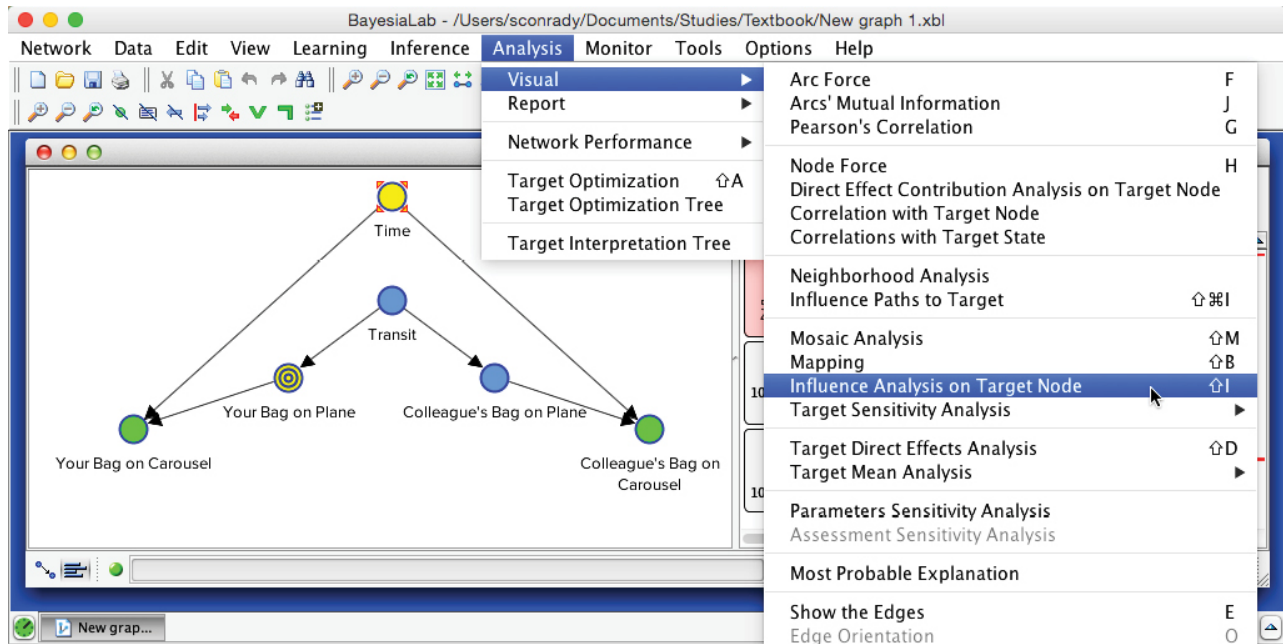 BayesiaLab - /Users/sconrady/Documents/Studies/Textbook/New graph 1.xbl
Network Data Edit View Learning Inference Analysis Monitor Tools Options Help
Visual
Report
Network Performance
Target Optimization ⇧A
Target Optimization Tree
Target Interpretation Tree
Arc Force F
Arcs' Mutual Information J
Pearson's Correlation G
Node Force H
Direct Effect Contribution Analysis on Target Node
Correlation with Target Node
Correlations with Target State
Neighborhood Analysis
Influence Paths to Target ⇧⌘I
Mosaic Analysis ⇧M
Mapping ⇧B
Influence Analysis on Target Node ⇧I
Target Sensitivity Analysis
Target Direct Effects Analysis ⇧D
Target Mean Analysis
Parameters Sensitivity Analysis
Assessment Sensitivity Analysis
Most Probable Explanation
Show the Edges E
Edge Orientation O
Time
Transit
Your Bag on Plane
Colleague's Bag on Plane
Your Bag on Carousel
Colleague's Bag on
Carousel
10
10
New grap...